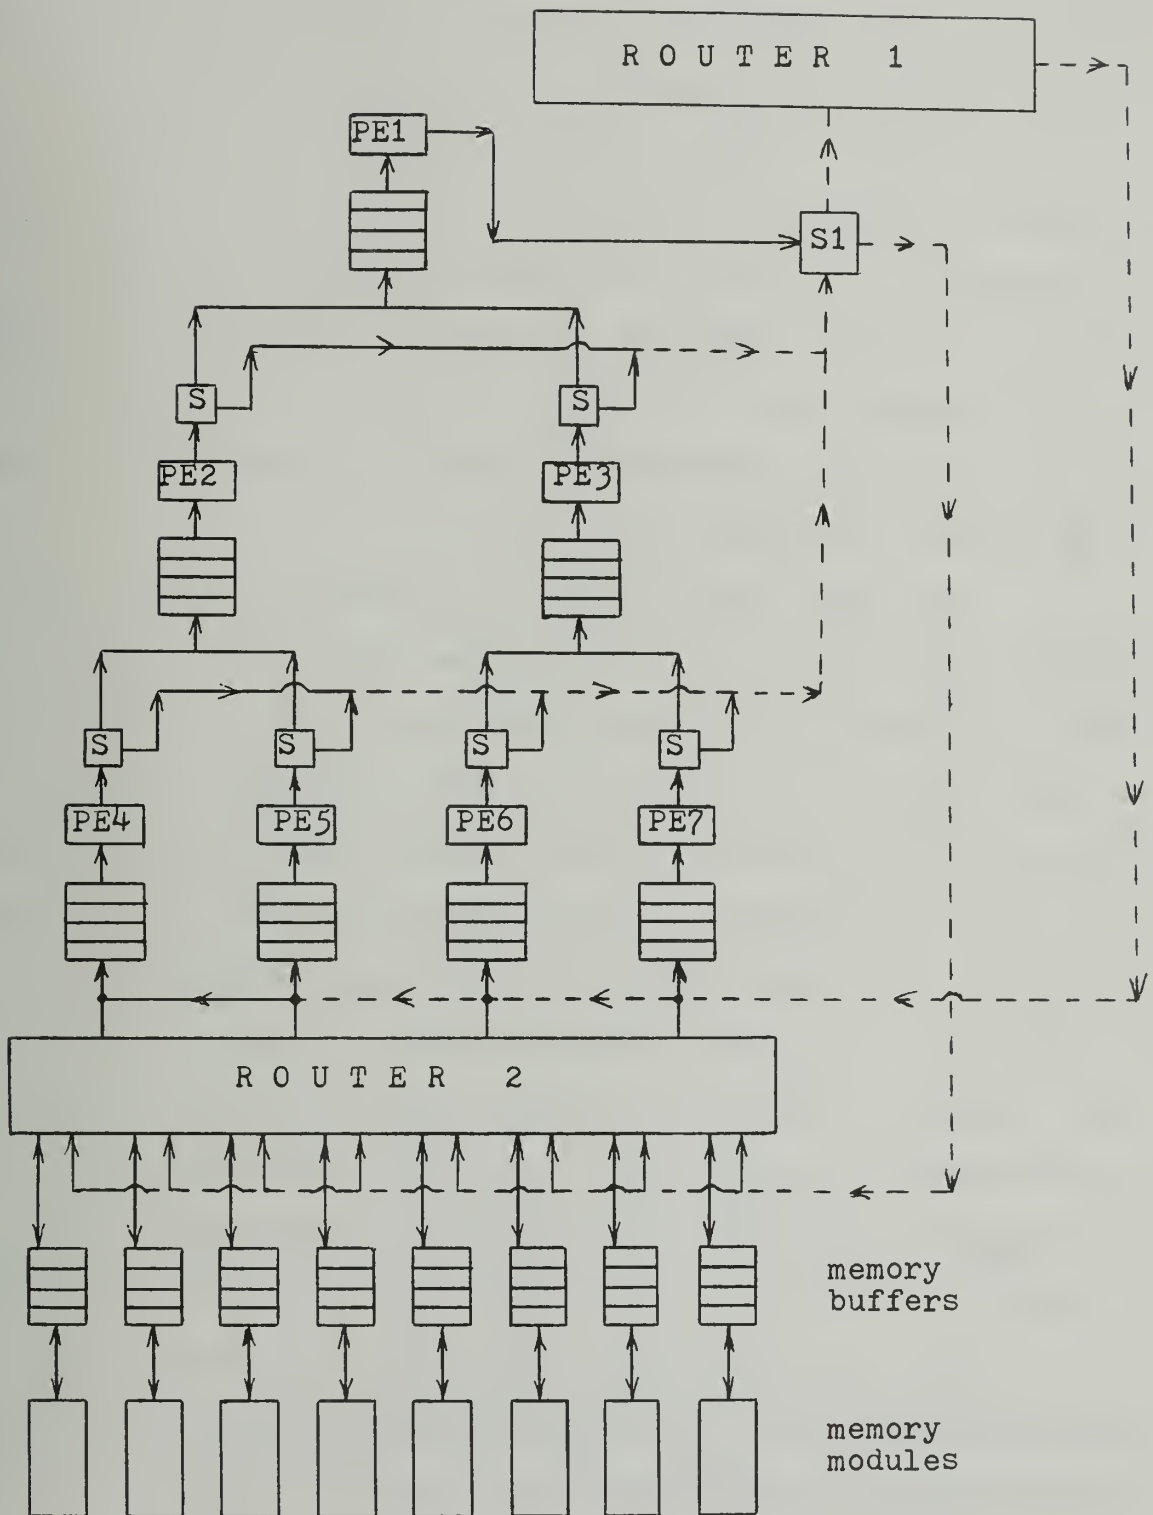 ROUTER 1
PE1
S1
S
S
PE2
PE3
S
S
S
S
PE4
PE5
PE6
PE7
ROUTER 2
memory
buffers
memory
modules